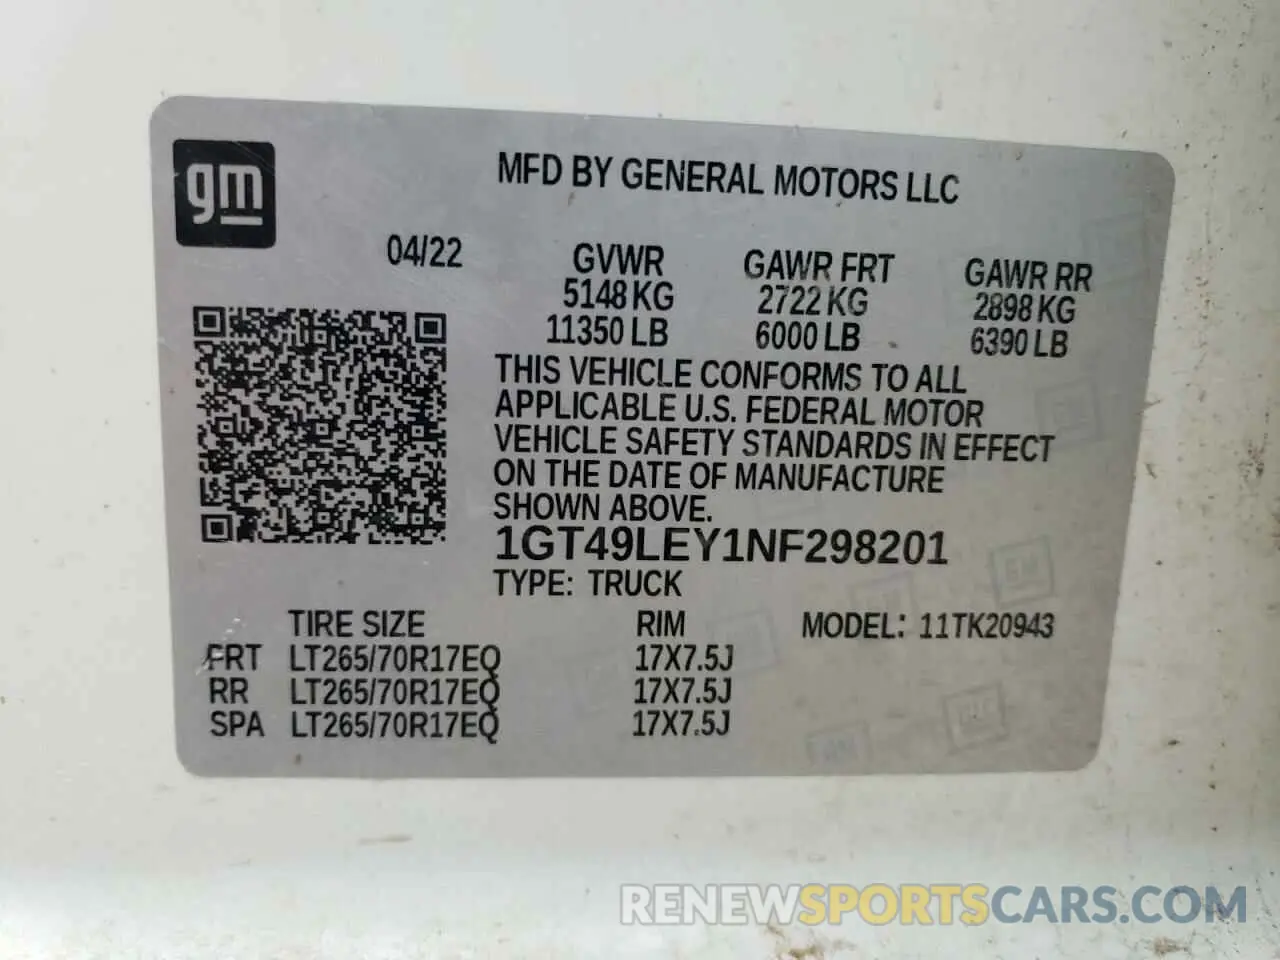 gm
MFD BY GENERAL MOTORS LLC
04/22 GVWR GAWR FRT GAWR RR
5148 KG 2722 KG 2898 KG
11350 LB 6000 LB 6390 LB
THIS VEHICLE CONFORMS TO ALL
APPLICABLE U.S. FEDERAL MOTOR
VEHICLE SAFETY STANDARDS IN EFFECT
ON THE DATE OF MANUFACTURE
SHOWN ABOVE.
1GT49LEY1NF298201
TYPE: TRUCK
TIRE SIZE RIM MODEL: 11TK20943
FRT LT265/70R17EQ 17X7.5J
RR LT265/70R17EQ 17X7.5J
SPA LT265/70R17EQ 17X7.5J
RENEWSPORTSCARS.COM